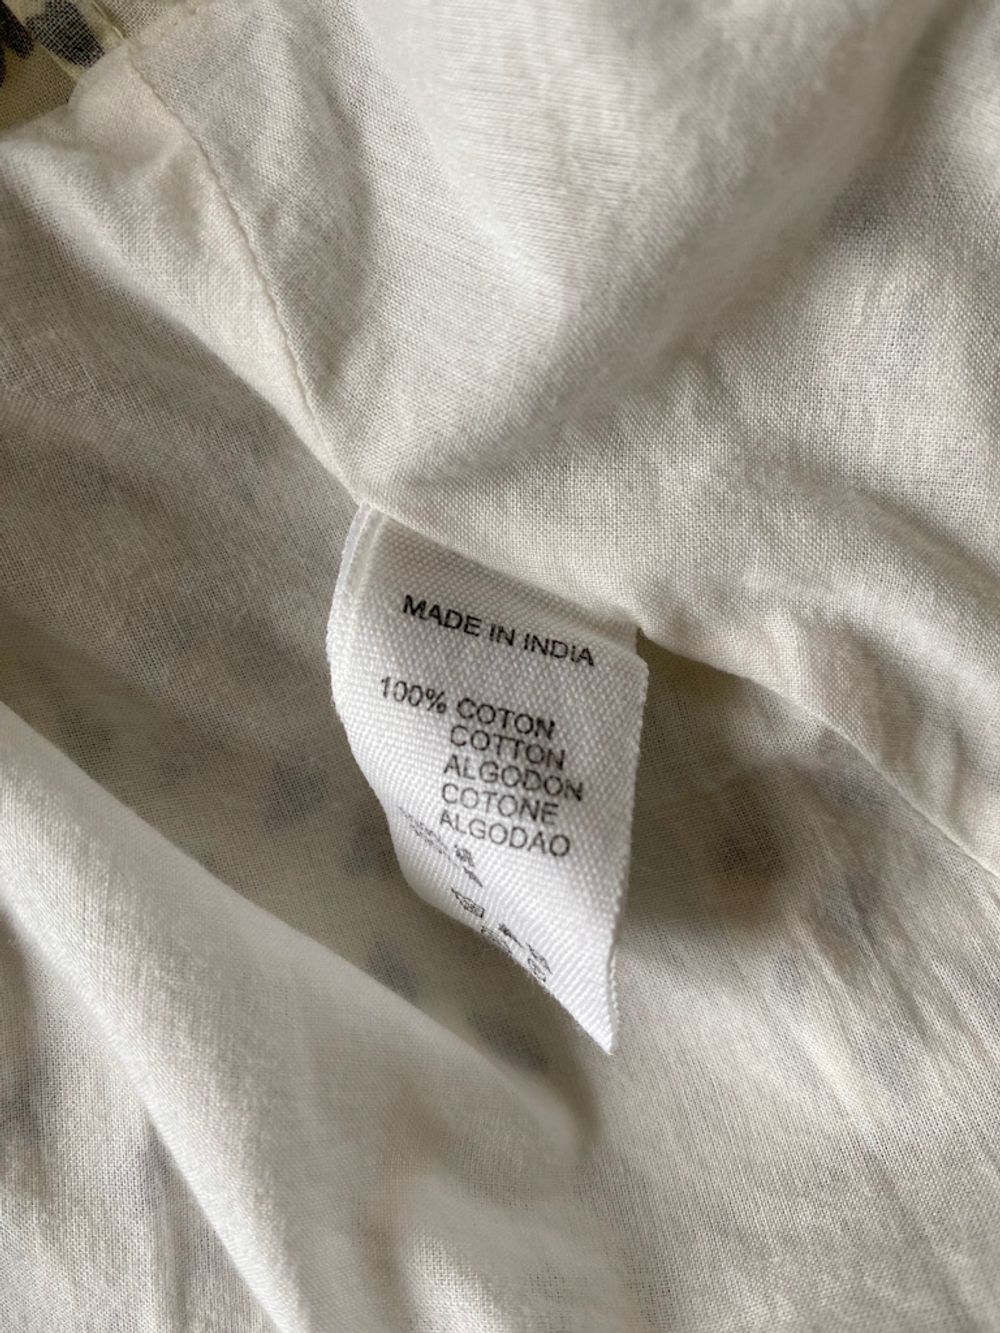 MADE IN INDIA
100% COTON
COTTON
ALGODON
COTONE
ALGODAO